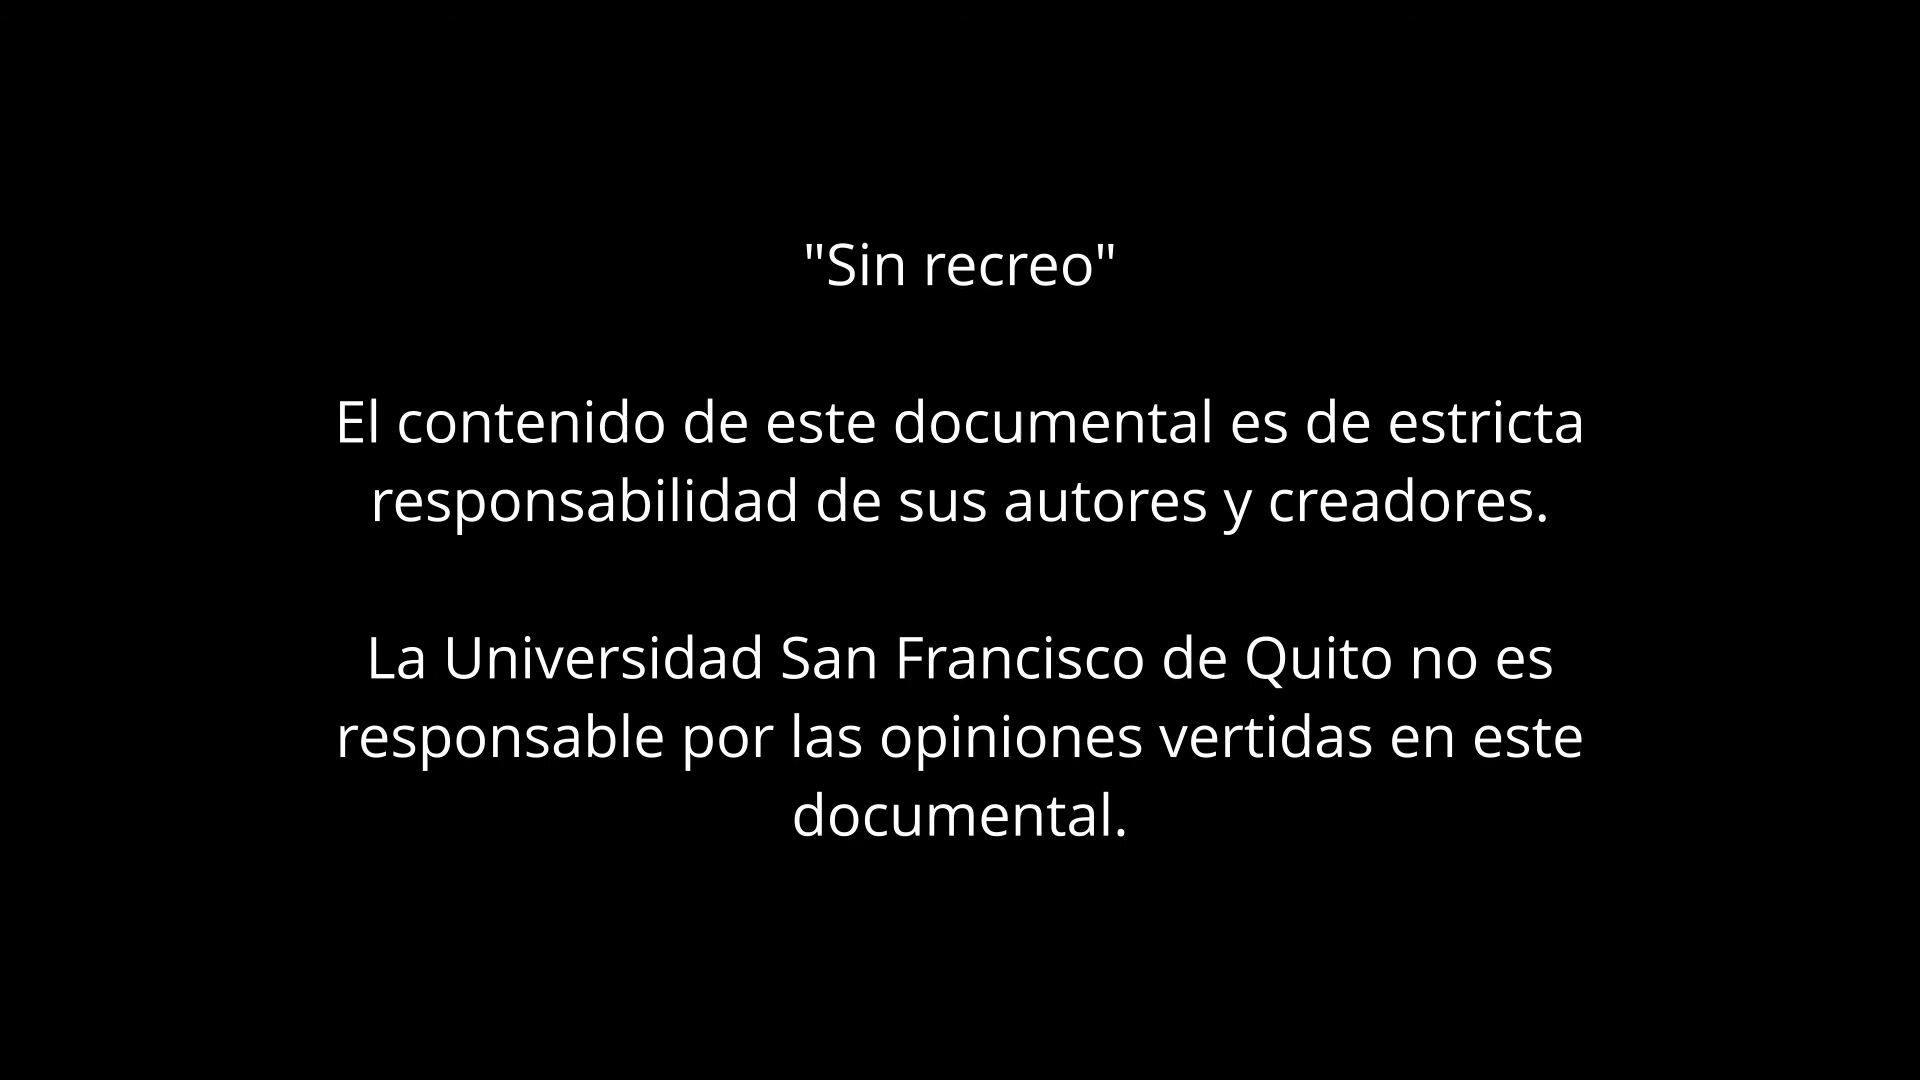 "Sin recreo"
El contenido de este documental es de estricta
responsabilidad de sus autores y creadores.
La Universidad San Francisco de Quito no es
responsable por las opiniones vertidas en este
documental.